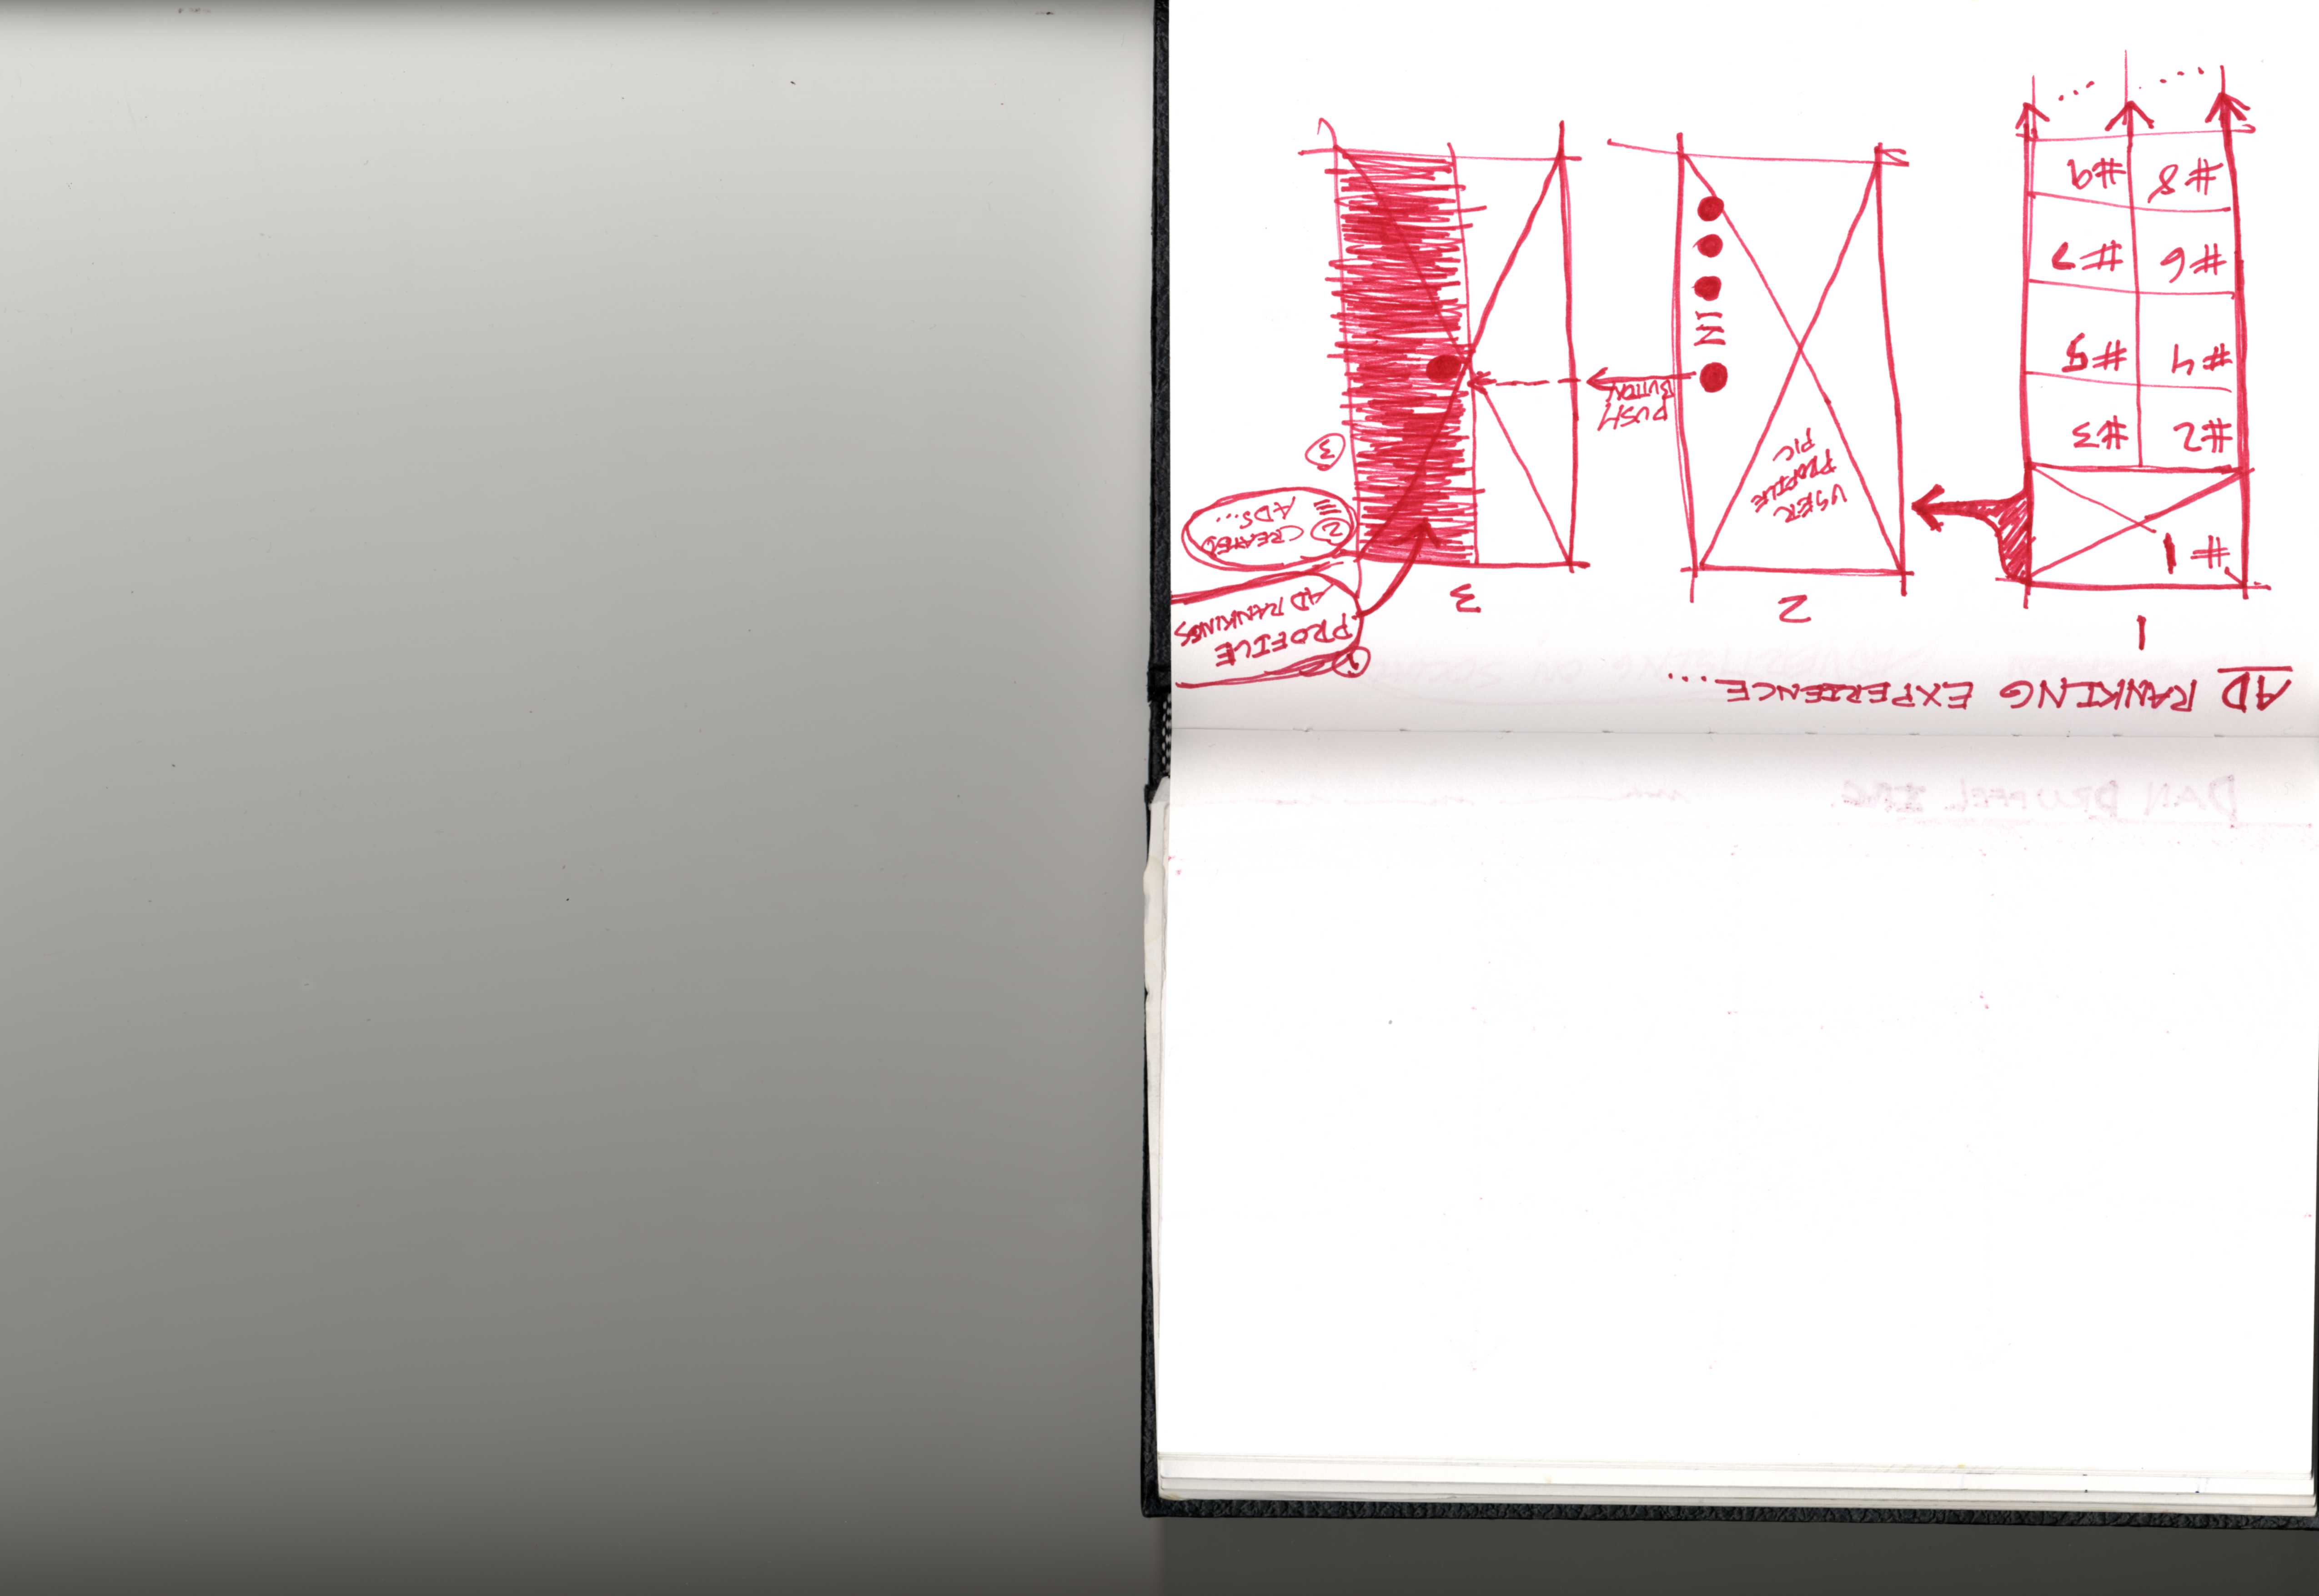 AD RANKING EXPERIENCE...
1
#1
#2 #3
#4 #5
#6 #7
#8 #9
2
USER
PROFILE
PIC
PUSH
BUTTON
3
1
PROFILE
AD RANKINGS
2
CREATED
ADS...
3